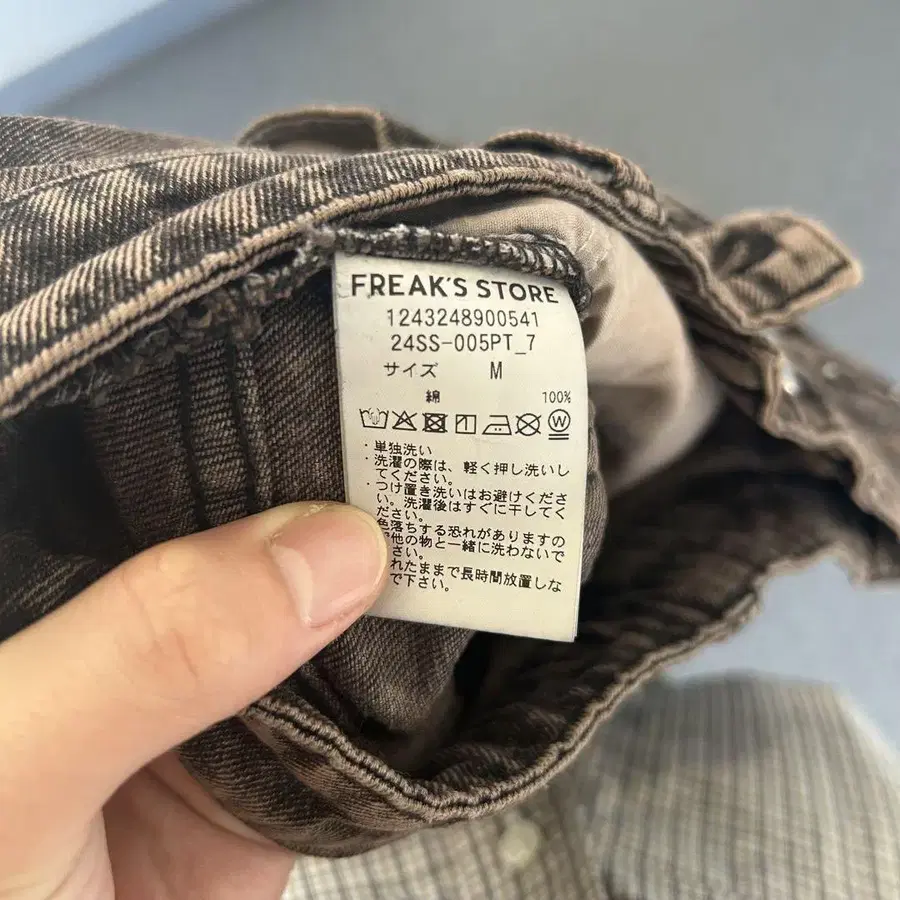 FREAK'S STORE
1243248900541
24SS-005PT_7
サイズ M
綿 100%
W
・単独洗い
・洗濯の際は、軽く押し洗いし
てください。
・つけ置き洗いはお避けくださ
い。洗濯後はすぐに干してく
ださい。
色落ちする恐れがありますの
他の物と一緒に洗わないで
さい。
れたままで長時間放置しな
で下さい。